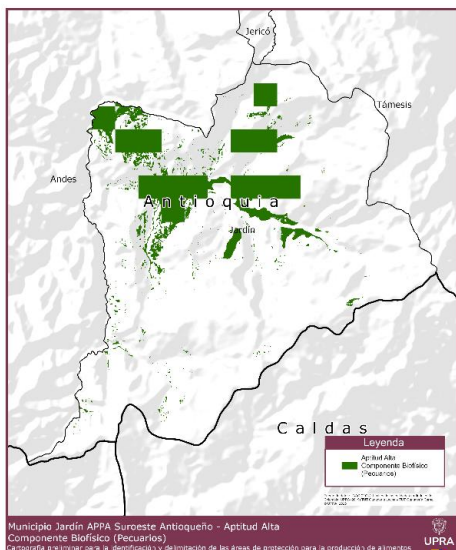 Jericó
Támesis
Andes
Antioquia
Jardín
Caldas
Leyenda
Aptitud Alta
Componente Biofísico
(Pecuarios)
Municipio Jardín APPA Suroeste Antioqueño - Aptitud Alta
Componente Biofísico (Pecuarios)
Cartografía preliminar para la identificación y delimitación de las áreas de protección para la producción de alimentos
UPRA